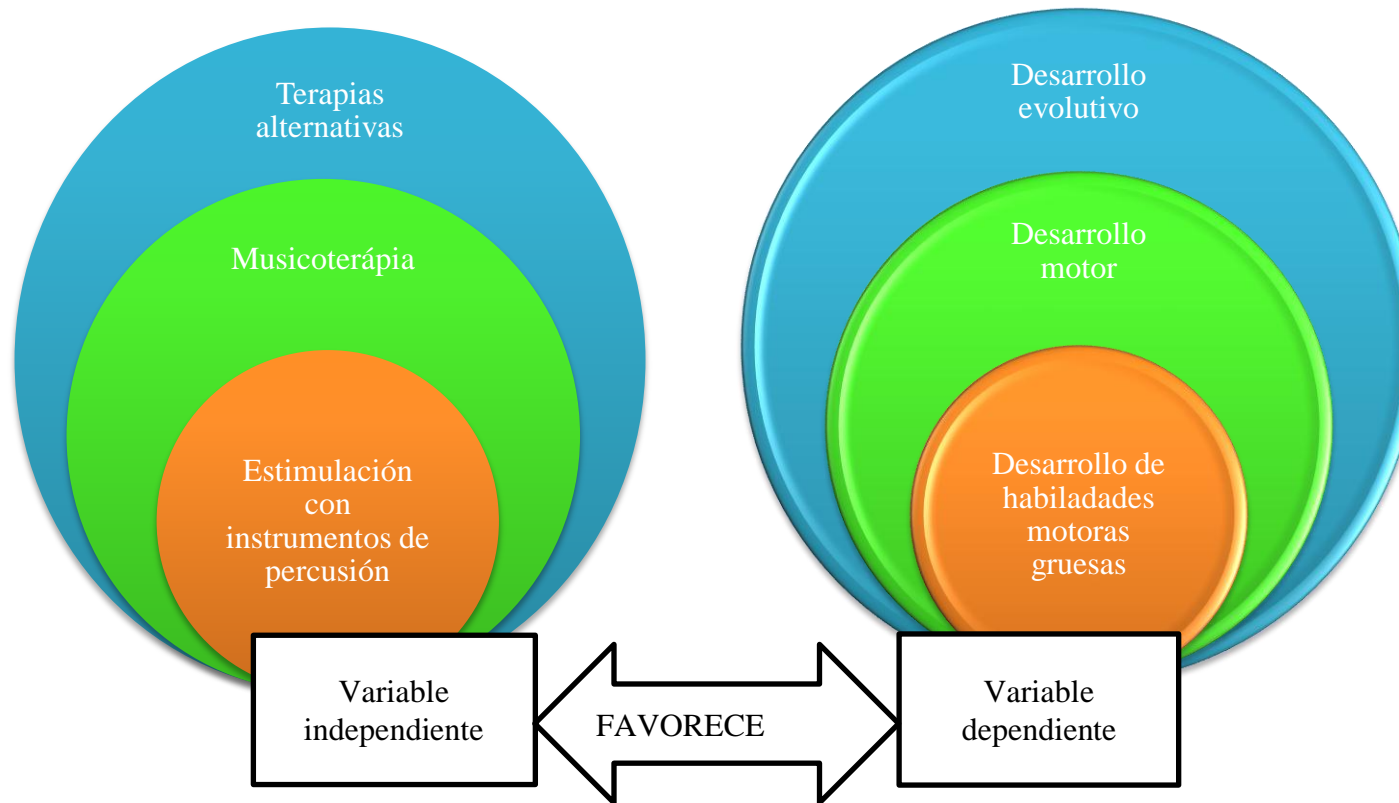 Terapias
alternativas
Musicoterápia
Estimulación
con
instrumentos de
percusión
Variable
independiente
FAVORECE
Desarrollo
evolutivo
Desarrollo
motor
Desarrollo de
habiladades
motoras
gruesas
Variable
dependiente